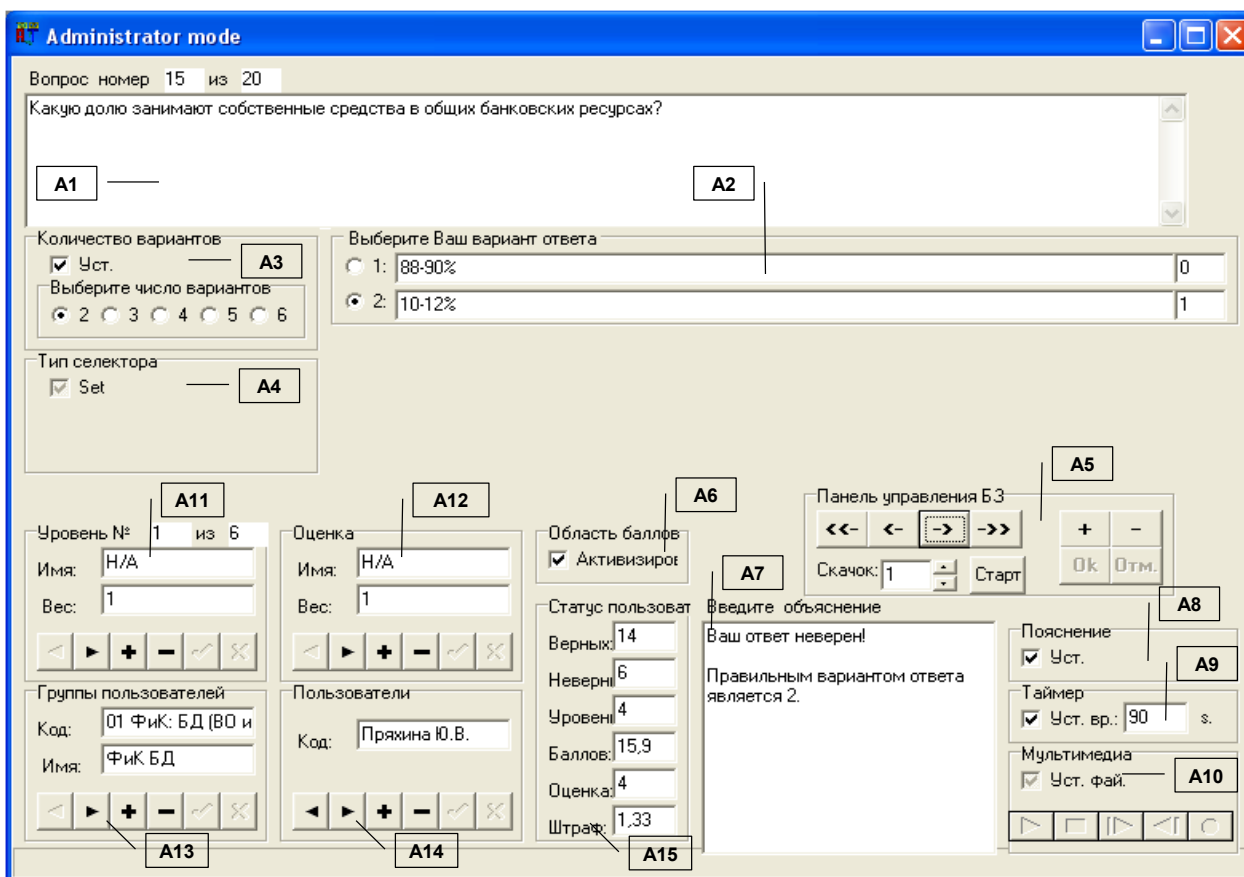 Administrator mode
Вопрос номер 15 из 20
Какую долю занимают собственные средства в общих банковских ресурсах?
A1
A2
Количество вариантов
Уст.
A3
Выберите число вариантов
2 3 4 5 6
Выберите Ваш вариант ответа
1: 88-90% 0
2: 10-12% 1
Тип селектора
Set
A4
A5
A11
A12
A6
Панель управления БЗ
<<- <- -> ->> + -
Скачок: 1 Старт Ok Отм.
Уровень № 1 из 6
Имя: Н/А
Вес: 1
Оценка
Имя: Н/А
Вес: 1
Область баллов
Активизиров
A7
A8
Статус пользоват
Верных: 14
Неверны 6
Уровень 4
Баллов: 15,9
Оценка: 4
Штраф: 1,33
Введите объяснение
Ваш ответ неверен!
Правильным вариантом ответа
является 2.
Пояснение
Уст.
A9
Таймер
Уст. вр.: 90 s.
Мультимедиа
Уст. фай.
A10
Группы пользователей
Код: 01 ФиК: БД (ВО и
Имя: ФиК БД
Пользователи
Код: Пряхина Ю.В.
A13
A14
A15